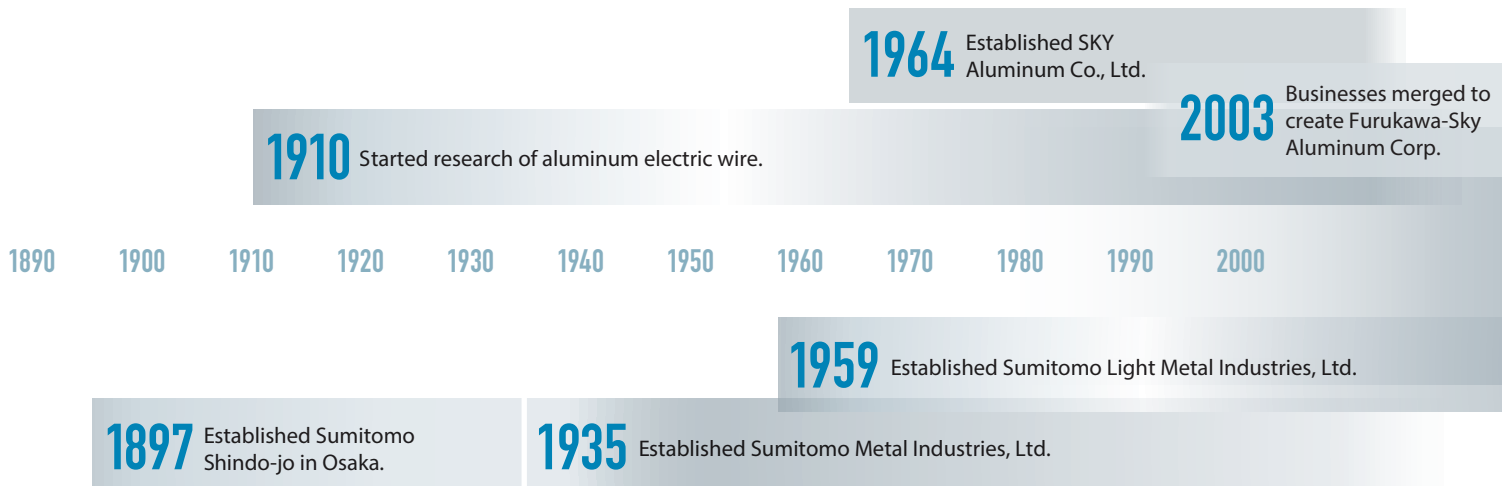 1964 Established SKY
Aluminum Co., Ltd.
2003 Businesses merged to
create Furukawa-Sky
Aluminum Corp.
1910 Started research of aluminum electric wire.
1890 1900 1910 1920 1930 1940 1950 1960 1970 1980 1990 2000
1959 Established Sumitomo Light Metal Industries, Ltd.
1897 Established Sumitomo
Shindo-jo in Osaka.
1935 Established Sumitomo Metal Industries, Ltd.